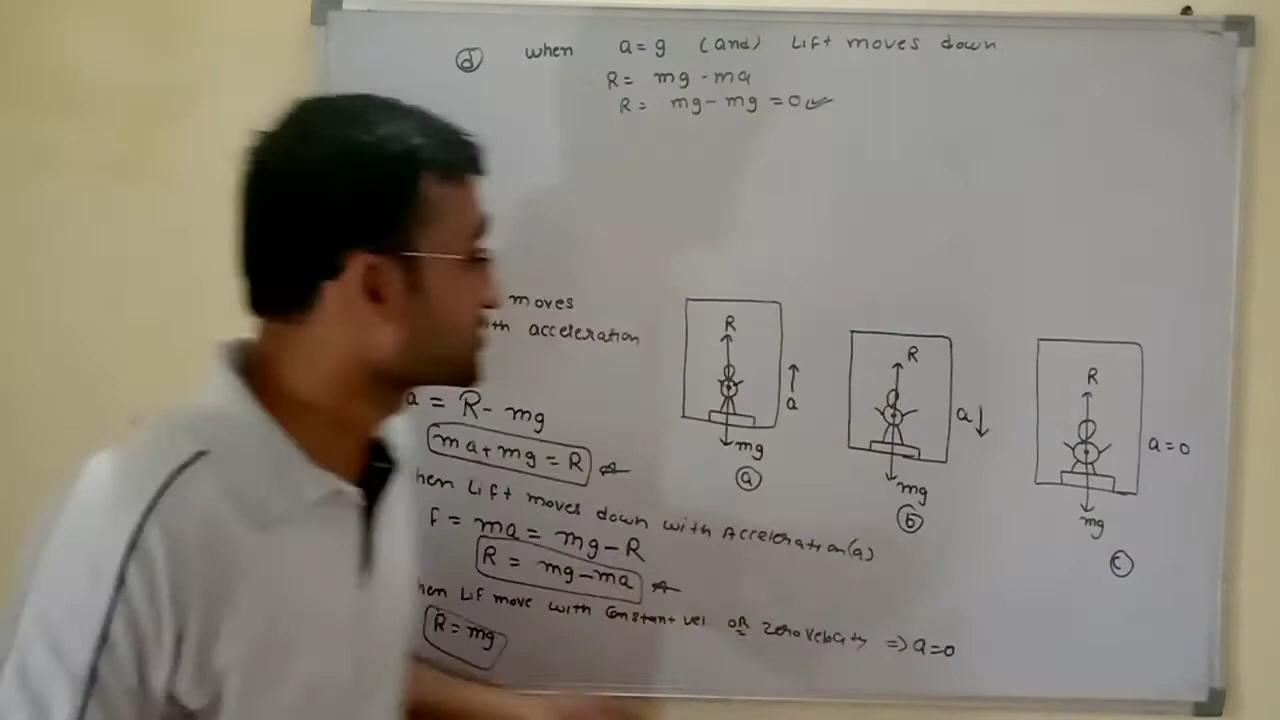 d when a = g (and) Lift moves down
R = mg - ma
R = mg - mg = 0
moves
ith acceleration
a = R - mg
ma + mg = R
hen Lift moves down with Acceleration(a)
F = ma = mg - R
R = mg - ma
hen Lif move with Constant vel OR Zero velocity => a = 0
R = mg
R
a
mg
a
R
a
mg
b
R
a = 0
mg
c